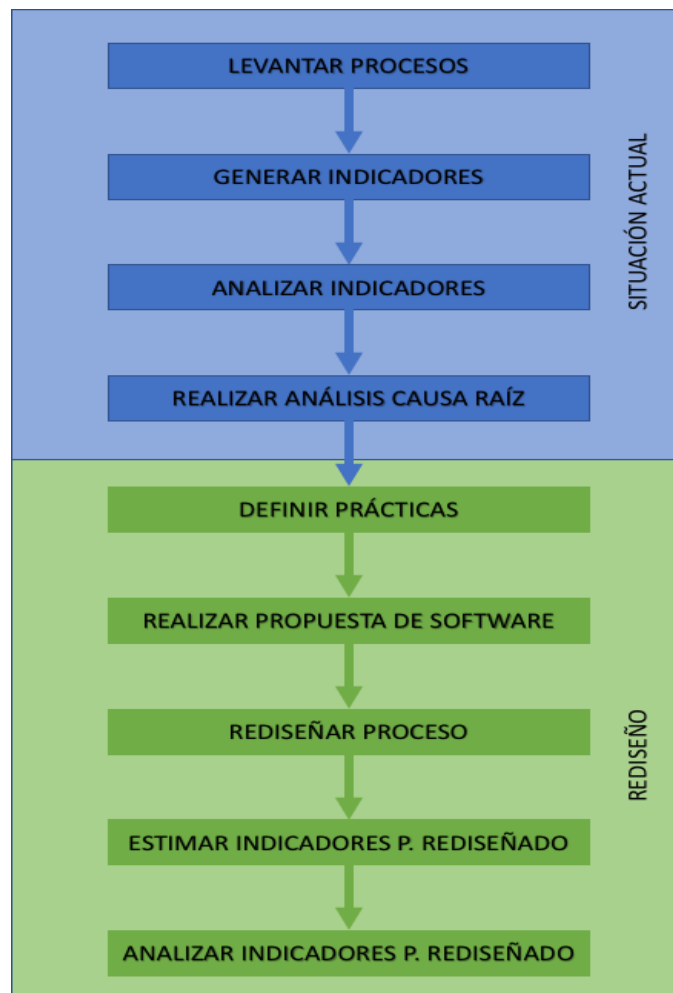 LEVANTAR PROCESOS
GENERAR INDICADORES
ANALIZAR INDICADORES
REALIZAR ANÁLISIS CAUSA RAÍZ
SITUACIÓN ACTUAL
DEFINIR PRÁCTICAS
REALIZAR PROPUESTA DE SOFTWARE
REDISEÑAR PROCESO
ESTIMAR INDICADORES P. REDISEÑADO
ANALIZAR INDICADORES P. REDISEÑADO
REDISEÑO